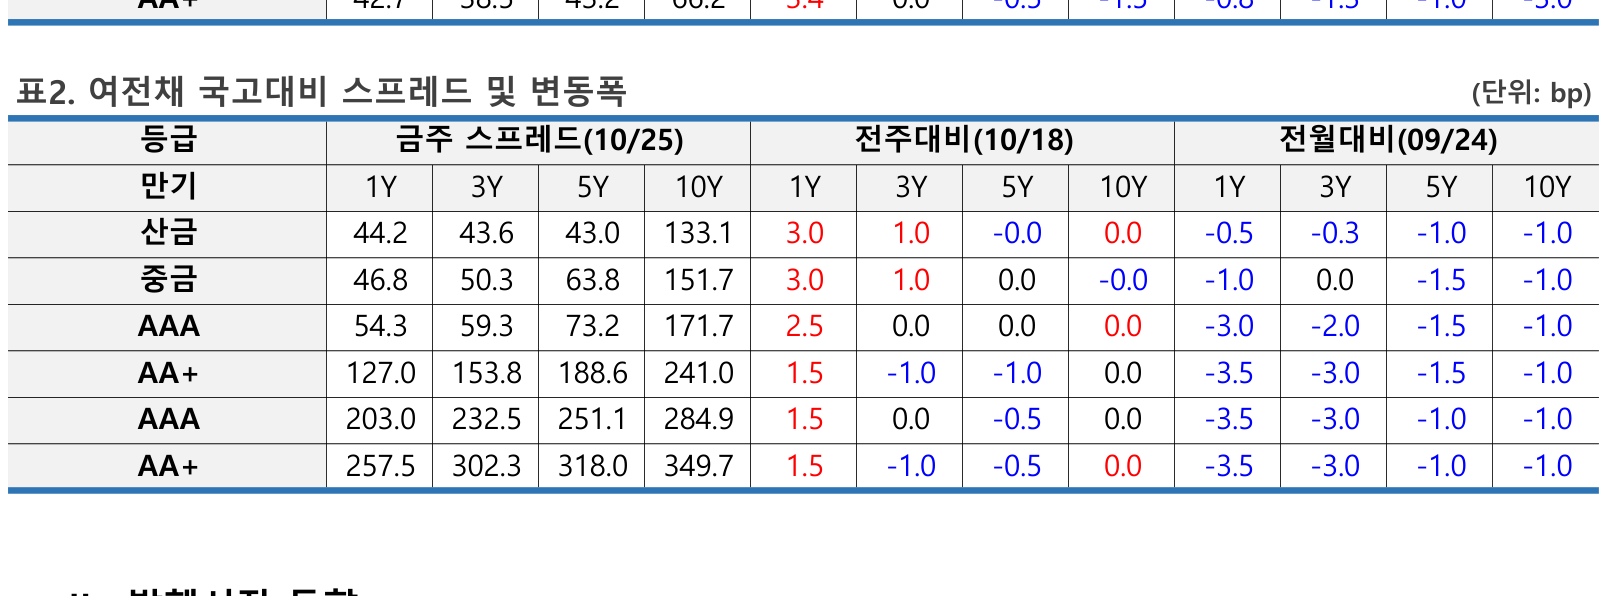 AA+ 42.7 38.5 45.2 66.2 3.4 0.0 -0.5 -1.5 -0.8 -1.5 -1.0 -3.0
표2. 여전채 국고대비 스프레드 및 변동폭 (단위: bp)
등급 금주 스프레드(10/25) 전주대비(10/18) 전월대비(09/24)
만기 1Y 3Y 5Y 10Y 1Y 3Y 5Y 10Y 1Y 3Y 5Y 10Y
산금 44.2 43.6 43.0 133.1 3.0 1.0 -0.0 0.0 -0.5 -0.3 -1.0 -1.0
중금 46.8 50.3 63.8 151.7 3.0 1.0 0.0 -0.0 -1.0 0.0 -1.5 -1.0
AAA 54.3 59.3 73.2 171.7 2.5 0.0 0.0 0.0 -3.0 -2.0 -1.5 -1.0
AA+ 127.0 153.8 188.6 241.0 1.5 -1.0 -1.0 0.0 -3.5 -3.0 -1.5 -1.0
AAA 203.0 232.5 251.1 284.9 1.5 0.0 -0.5 0.0 -3.5 -3.0 -1.0 -1.0
AA+ 257.5 302.3 318.0 349.7 1.5 -1.0 -0.5 0.0 -3.5 -3.0 -1.0 -1.0